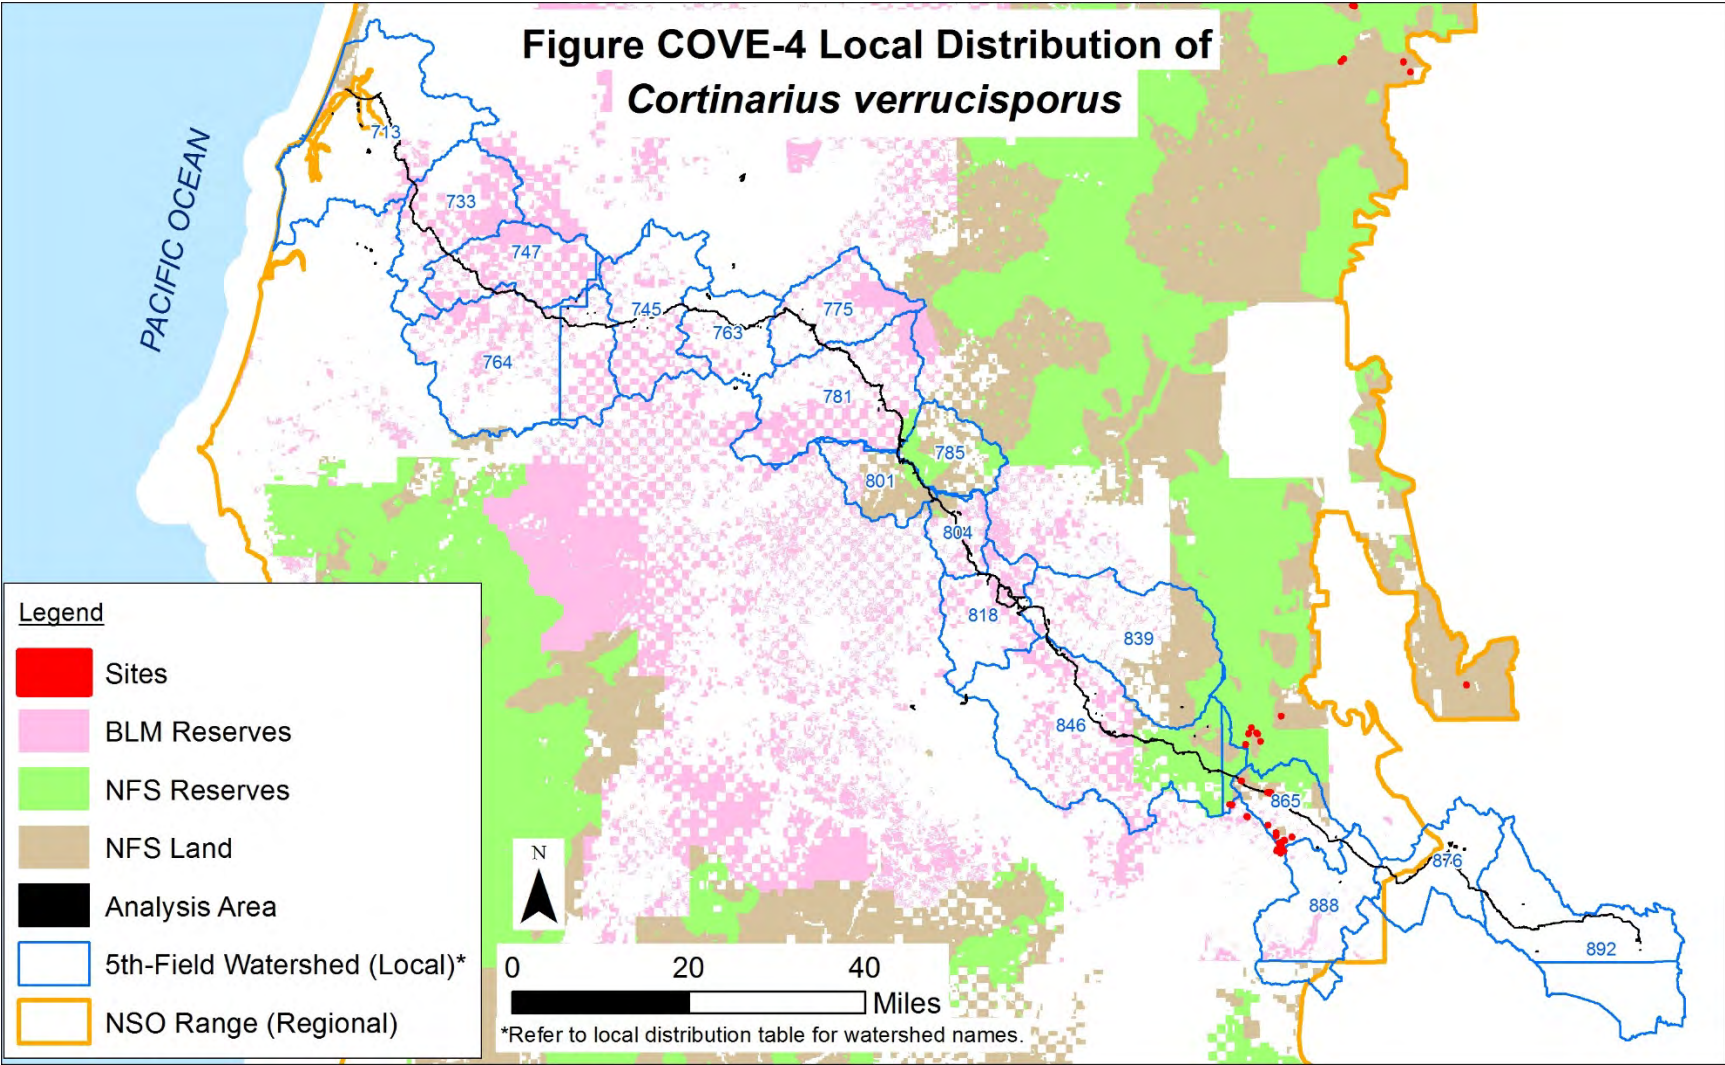 Figure COVE-4 Local Distribution of
Cortinarius verrucisporus
PACIFIC OCEAN
713
733
747
745
775
763
764
781
785
801
804
818
839
846
865
876
888
892
Legend
Sites
BLM Reserves
NFS Reserves
NFS Land
Analysis Area
5th-Field Watershed (Local)*
NSO Range (Regional)
N
0 20 40
Miles
*Refer to local distribution table for watershed names.